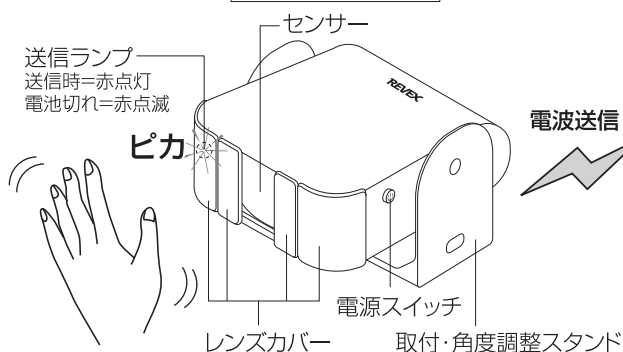 センサー
送信ランプ
送信時=赤点灯
電池切れ=赤点滅
REVEX
電波送信
ピカ
電源スイッチ
レンズカバー
取付・角度調整スタンド